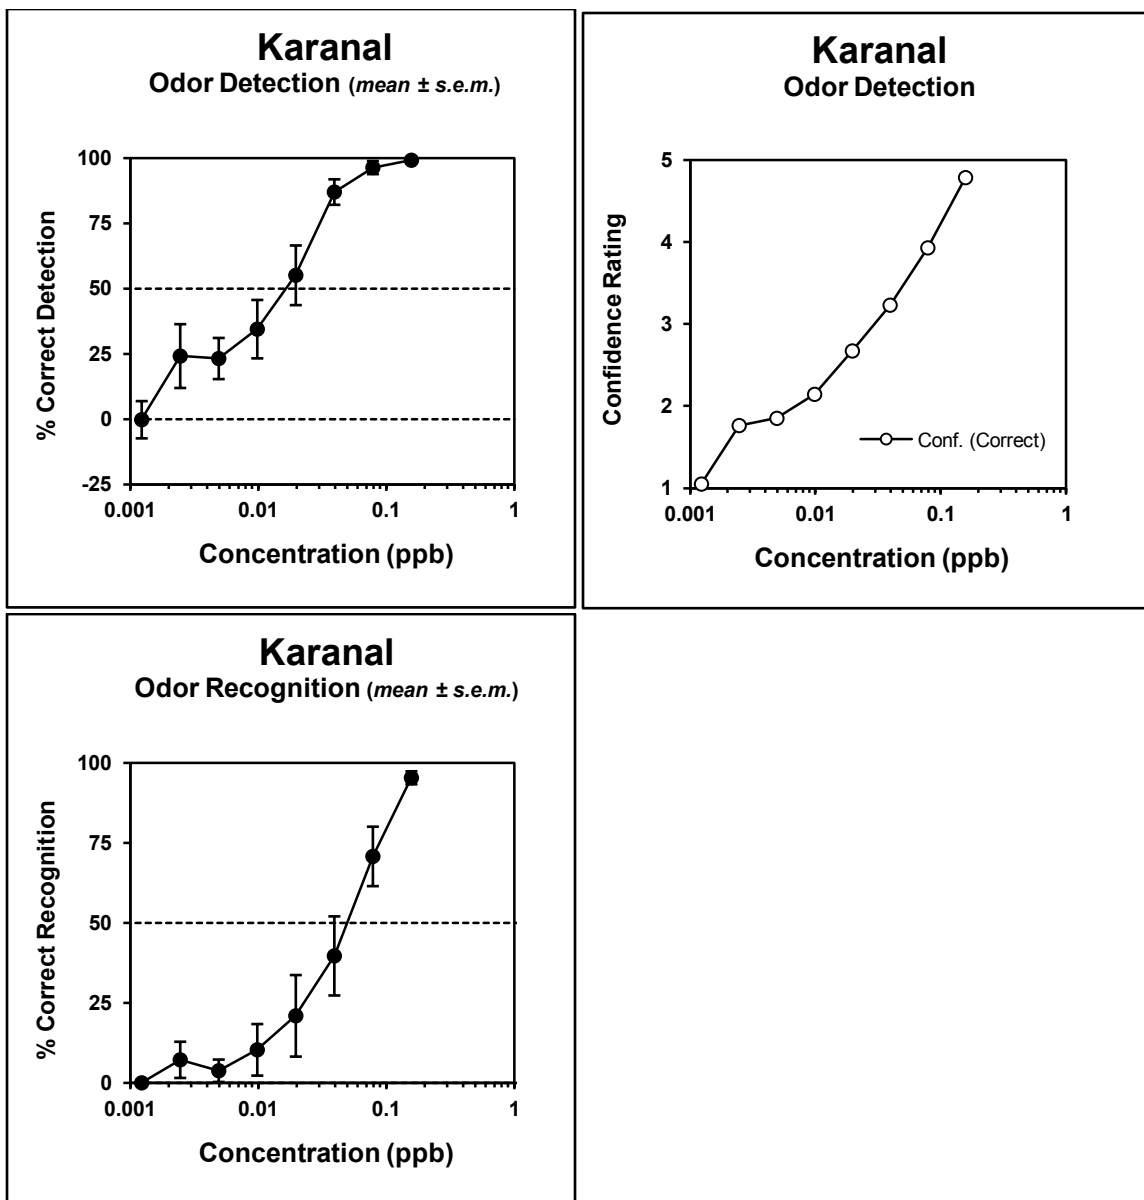 Karanal
Odor Detection (mean ± s.e.m.)
% Correct Detection
100
75
50
25
0
-25
0.001
0.01
0.1
1
Concentration (ppb)
Karanal
Odor Detection
Confidence Rating
5
4
3
2
1
Conf. (Correct)
0.001
0.01
0.1
1
Concentration (ppb)
Karanal
Odor Recognition (mean ± s.e.m.)
% Correct Recognition
100
75
50
25
0
0.001
0.01
0.1
1
Concentration (ppb)